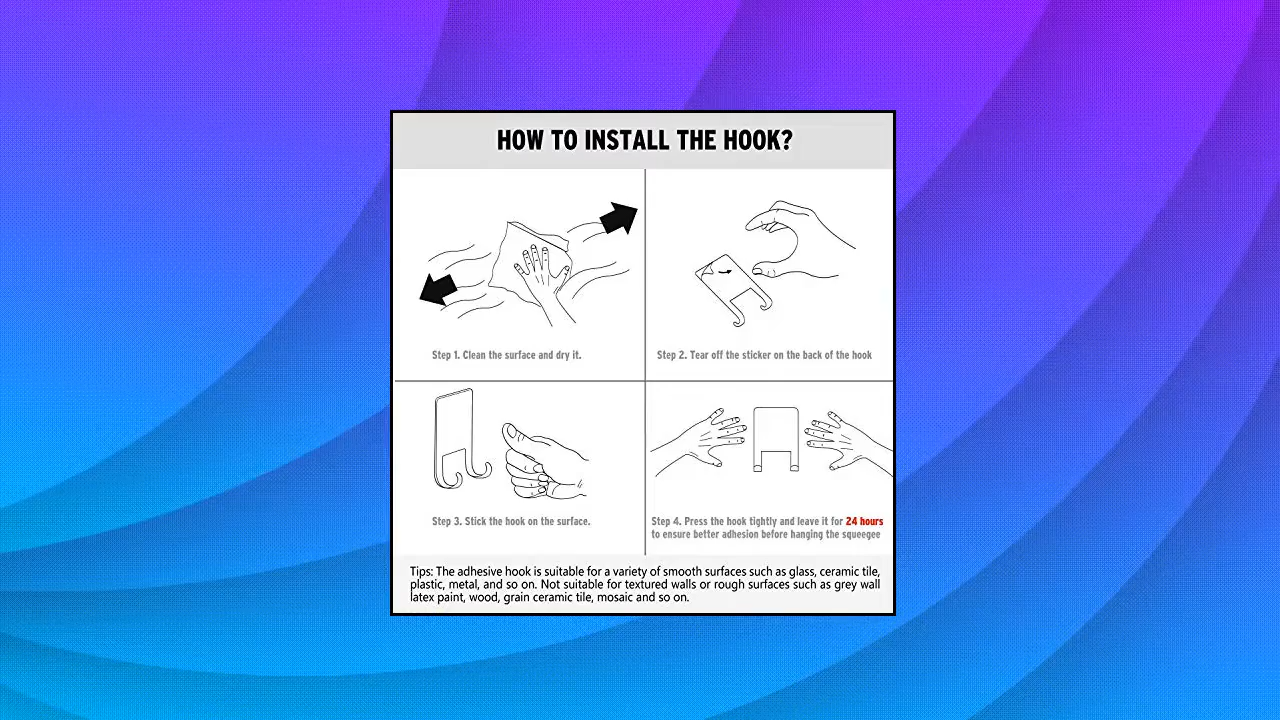 HOW TO INSTALL THE HOOK?
Step 1. Clean the surface and dry it.
Step 2. Tear off the sticker on the back of the hook
Step 3. Stick the hook on the surface.
Step 4. Press the hook tightly and leave it for 24 hours
to ensure better adhesion before hanging the squeegee
Tips: The adhesive hook is suitable for a variety of smooth surfaces such as glass, ceramic tile,
plastic, metal, and so on. Not suitable for textured walls or rough surfaces such as grey wall
latex paint, wood, grain ceramic tile, mosaic and so on.